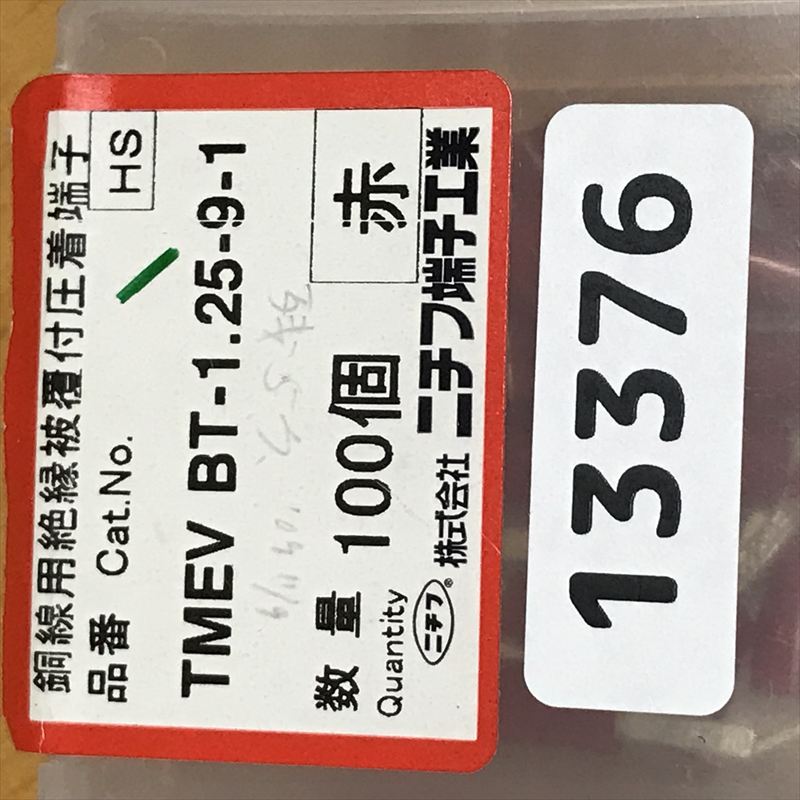 銅線用絶縁被覆付圧着端子
品番 Cat.No. HS
TMEV BT-1.25-9-1
数量 100個 赤
Quantity
ニチフ® 株式会社 ニチフ端子工業
13376